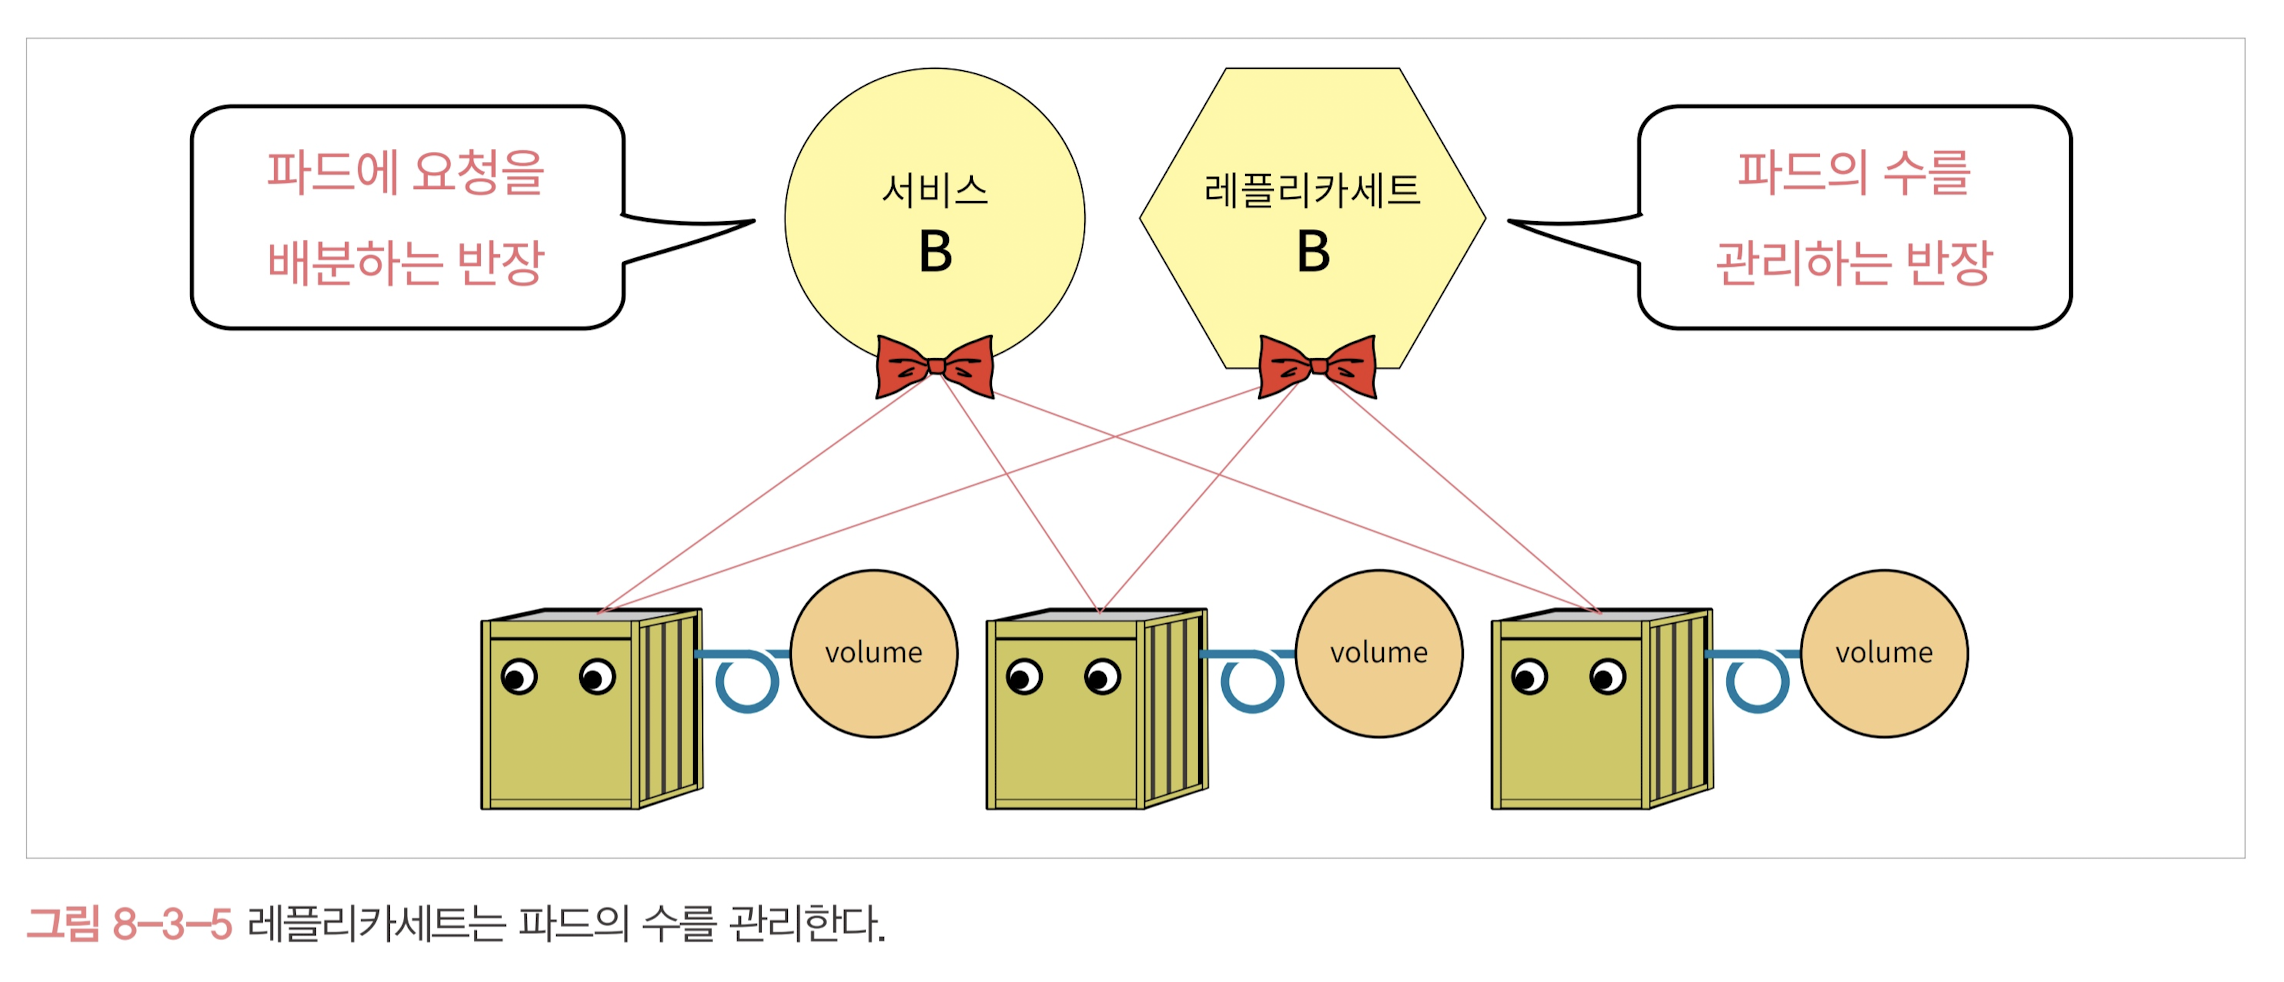 파드에 요청을
배분하는 반장
서비스
B
레플리카세트
B
파드의 수를
관리하는 반장
volume
volume
volume
그림 8-3-5 레플리카세트는 파드의 수를 관리한다.